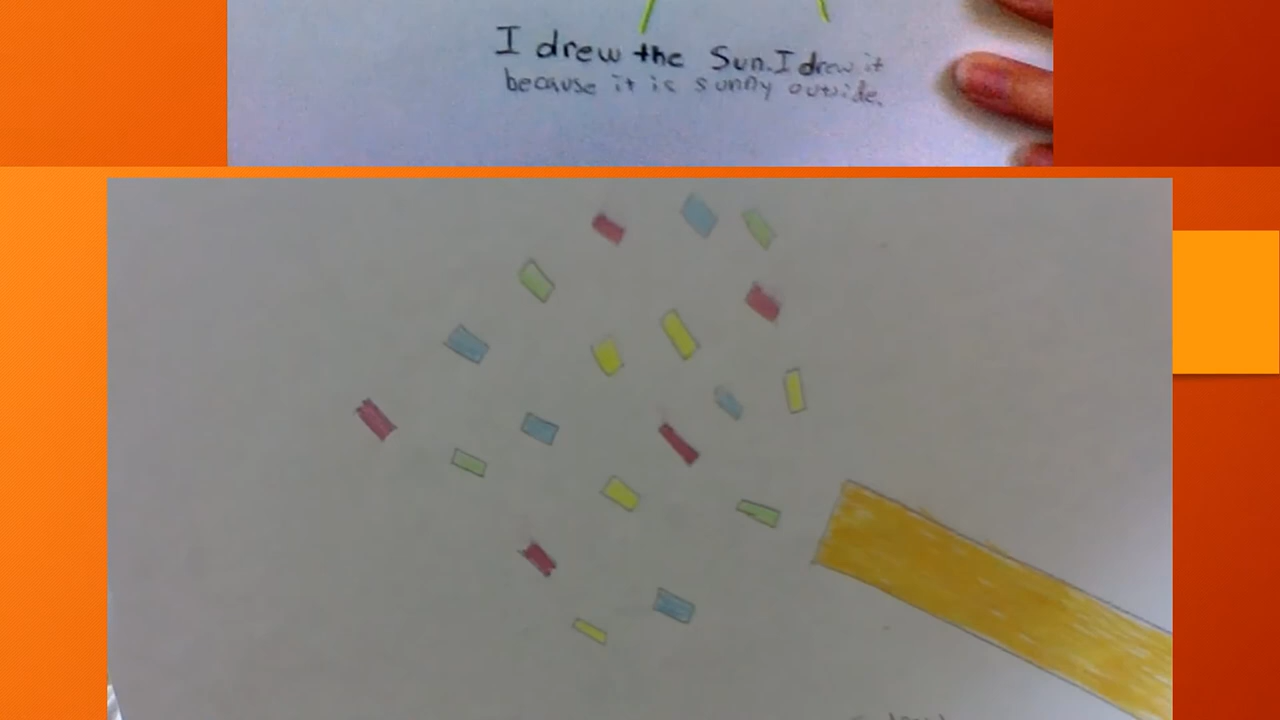 I drew the Sun. I drew it
because it is sunny outside.